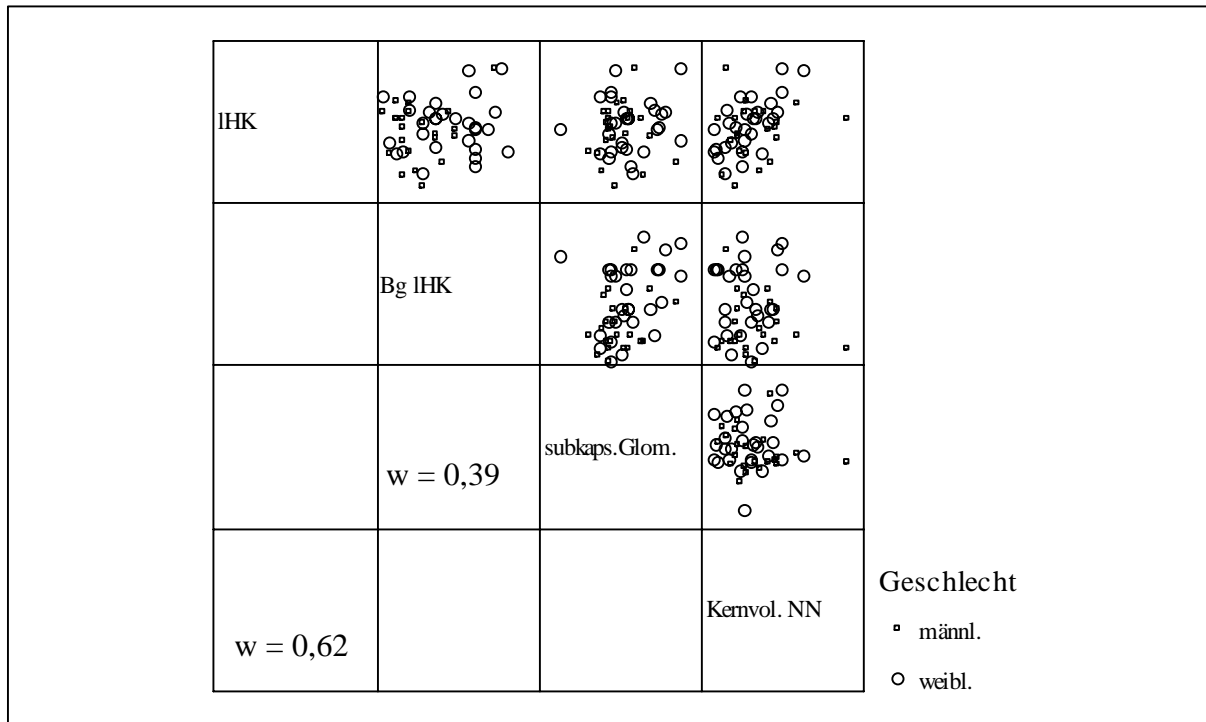 lHK
Bg lHK
subkaps.Glom.
w = 0,39
Kernvol. NN
w = 0,62
Geschlecht
männl.
weibl.